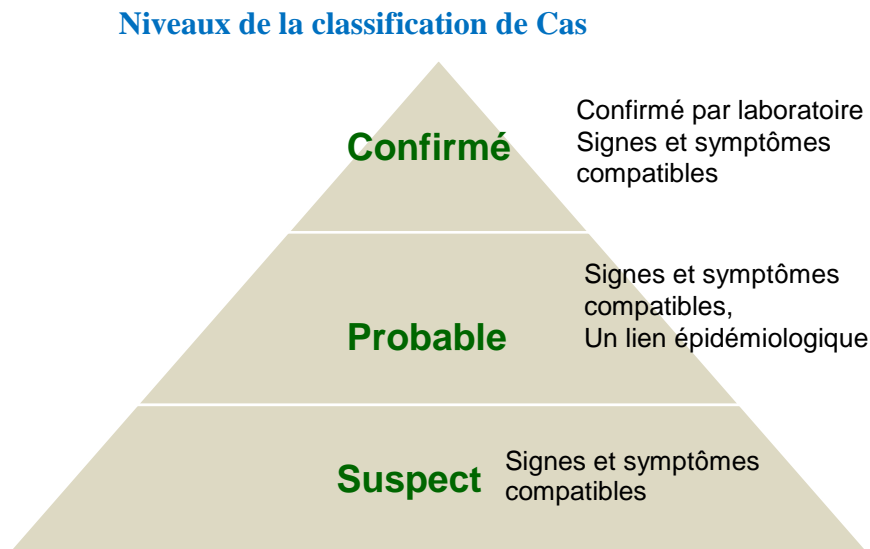 Niveaux de la classification de Cas
Confirmé
Confirmé par laboratoire
Signes et symptômes
compatibles
Probable
Signes et symptômes
compatibles,
Un lien épidémiologique
Suspect
Signes et symptômes
compatibles